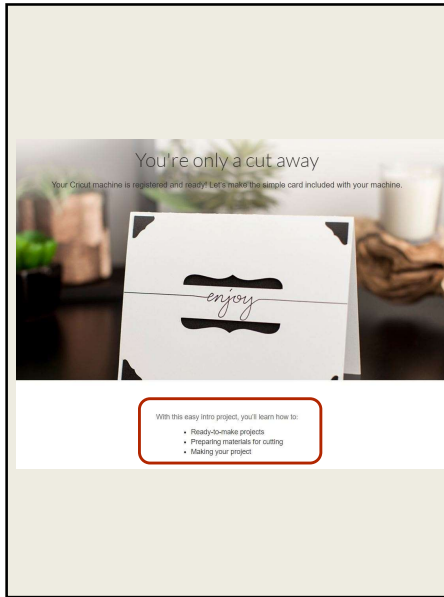 You're only a cut away
Your Cricut machine is registered and ready! Let's make the simple card included with your machine.
enjoy
With this easy intro project, you'll learn how to:
• Ready-to-make projects
• Preparing materials for cutting
• Making your project